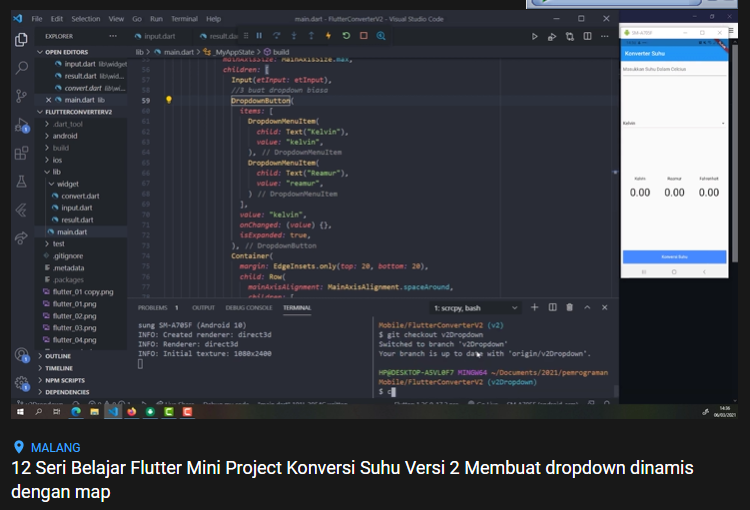 File Edit Selection View Go Run Terminal Help
main.dart - FlutterConverterV2 - Visual Studio Code
EXPLORER
input.dart
OPEN EDITORS
input.dart lib\widget
result.dart lib\wid...
convert.dart lib\wi...
main.dart lib
FLUTTERCONVERTERV2
.dart_tool
android
build
ios
lib
widget
convert.dart
input.dart
result.dart
main.dart
test
.gitignore
.metadata
.packages
flutter_01 copy.png
flutter_01.png
flutter_02.png
flutter_03.png
flutter_04.png
OUTLINE
TIMELINE
NPM SCRIPTS
DEPENDENCIES
lib > main.dart > _MyAppState > build
mainAxisSize: MainAxisSize.max,
children: [
Input(etInput: etInput),
//3 buat dropdown biasa
59 DropdownButton(
items: [
DropdownMenuItem(
child: Text("Kelvin"),
value: "kelvin",
), // DropdownMenuItem
DropdownMenuItem(
child: Text("Reamur"),
value: "reamur",
) // DropdownMenuItem
],
value: "kelvin",
onChanged: (value) {},
isExpanded: true,
), // DropdownButton
Container(
margin: EdgeInsets.only(top: 20, bottom: 20),
child: Row(
mainAxisAlignment: MainAxisAlignment.spaceAround,
children: [
PROBLEMS 1 OUTPUT DEBUG CONSOLE TERMINAL
1: scrcpy, bash
sung SM-A705F (Android 10)
INFO: Created renderer: direct3d
INFO: Renderer: direct3d
INFO: Initial texture: 1080x2400
Mobile/FlutterConverterV2 (v2)
$ git checkout v2Dropdown
Switched to branch 'v2Dropdown'
Your branch is up to date with 'origin/v2Dropdown'.
HP@DESKTOP-ASVL0F7 MINGW64 ~/Documents/2021/pemrograman
Mobile/FlutterConverterV2 (v2Dropdown)
$ c
SM-A705F
Konverter Suhu
Masukkan Suhu Dalam Celcius
Kelvin
Kelvin Reamur Fahrenheit
0.00 0.00 0.00
Konversi Suhu
14:36
06/03/2021
MALANG
12 Seri Belajar Flutter Mini Project Konversi Suhu Versi 2 Membuat dropdown dinamis
dengan map